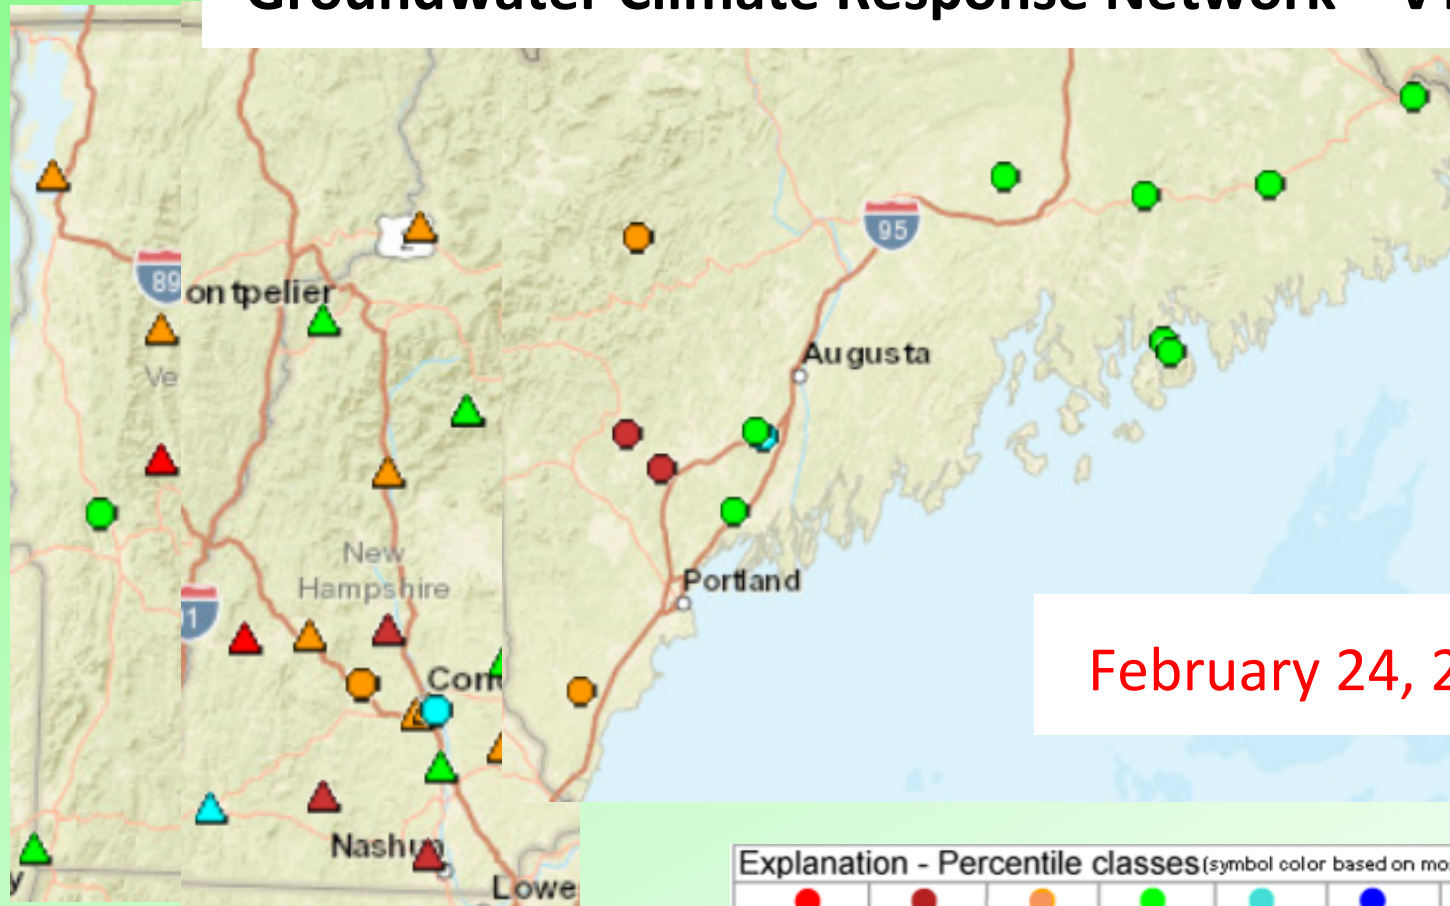 Groundwater Climate Response Network
89
ontpelier
95
Augusta
Ve
New
Hampshire
Portland
1
Con
February 24, 2
Nashua
Lowe
y
Explanation - Percentile classes (symbol color based on mo